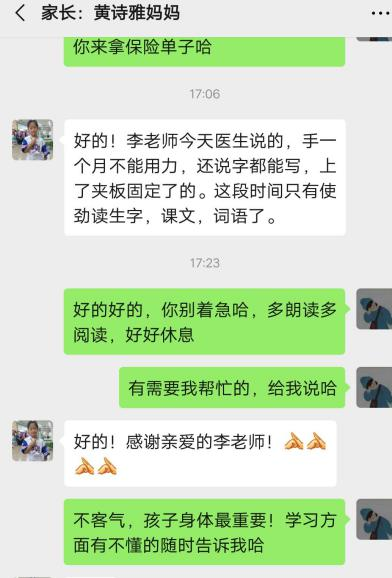 家长：黄诗雅妈妈
你来拿保险单子哈
17:06
好的！李老师今天医生说的，手一
个月不能用力，还说字都能写，上
了夹板固定了的。这段时间只有使
劲读生字，课文，词语了。
17:23
好的好的，你别着急哈，多朗读多
阅读，好好休息
有需要我帮忙的，给我说哈
好的！感谢亲爱的李老师！
不客气，孩子身体最重要！学习方
面有不懂的随时告诉我哈